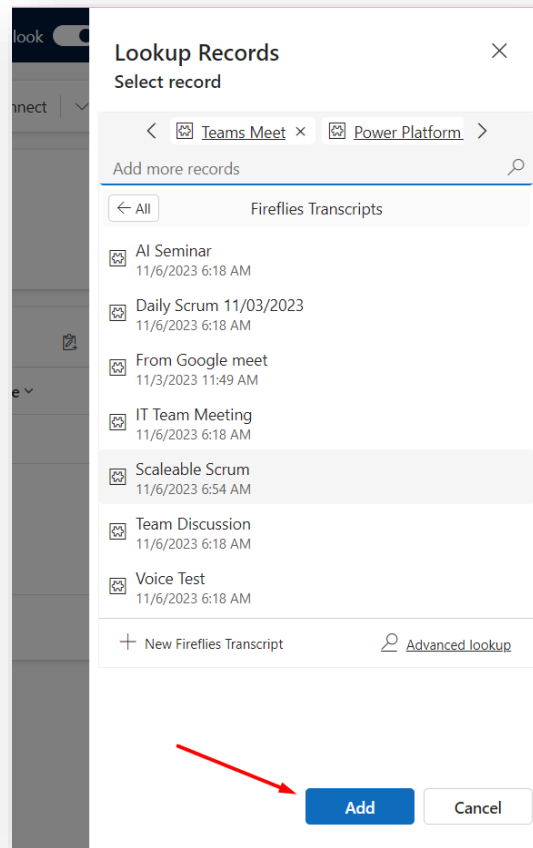 look
Lookup Records
Select record
nnect
Teams Meet
Power Platform
Add more records
All
Fireflies Transcripts
AI Seminar
11/6/2023 6:18 AM
Daily Scrum 11/03/2023
11/6/2023 6:18 AM
From Google meet
11/3/2023 11:49 AM
e
IT Team Meeting
11/6/2023 6:18 AM
Scaleable Scrum
11/6/2023 6:54 AM
Team Discussion
11/6/2023 6:18 AM
Voice Test
11/6/2023 6:18 AM
New Fireflies Transcript
Advanced lookup
Add
Cancel